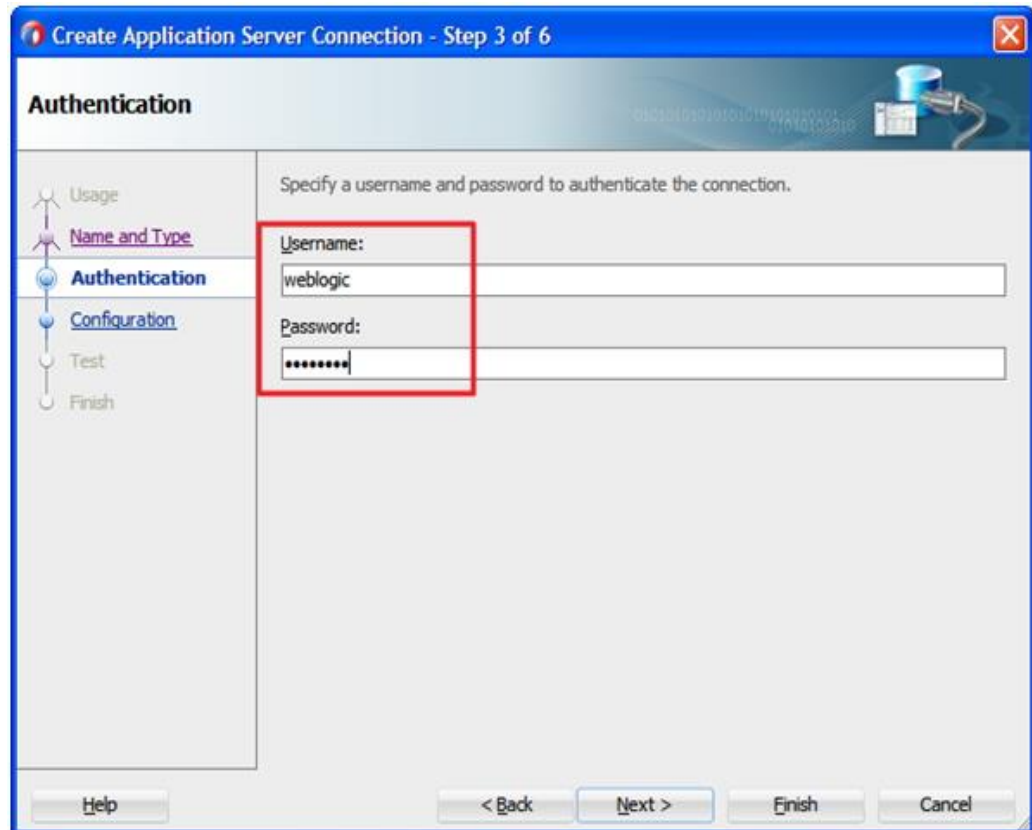 Create Application Server Connection - Step 3 of 6
Authentication
Usage
Name and Type
Authentication
Configuration
Test
Finish
Specify a username and password to authenticate the connection.
Username:
weblogic
Password:
••••••••
Help
< Back
Next >
Finish
Cancel